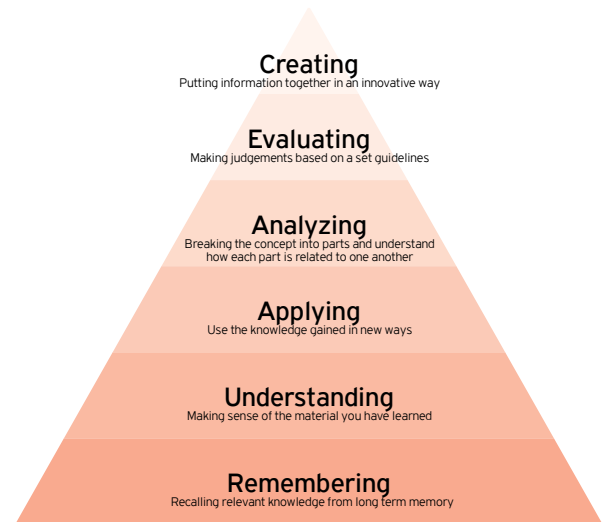 Creating
Putting information together in an innovative way
Evaluating
Making judgements based on a set guidelines
Analyzing
Breaking the concept into parts and understand
how each part is related to one another
Applying
Use the knowledge gained in new ways
Understanding
Making sense of the material you have learned
Remembering
Recalling relevant knowledge from long term memory